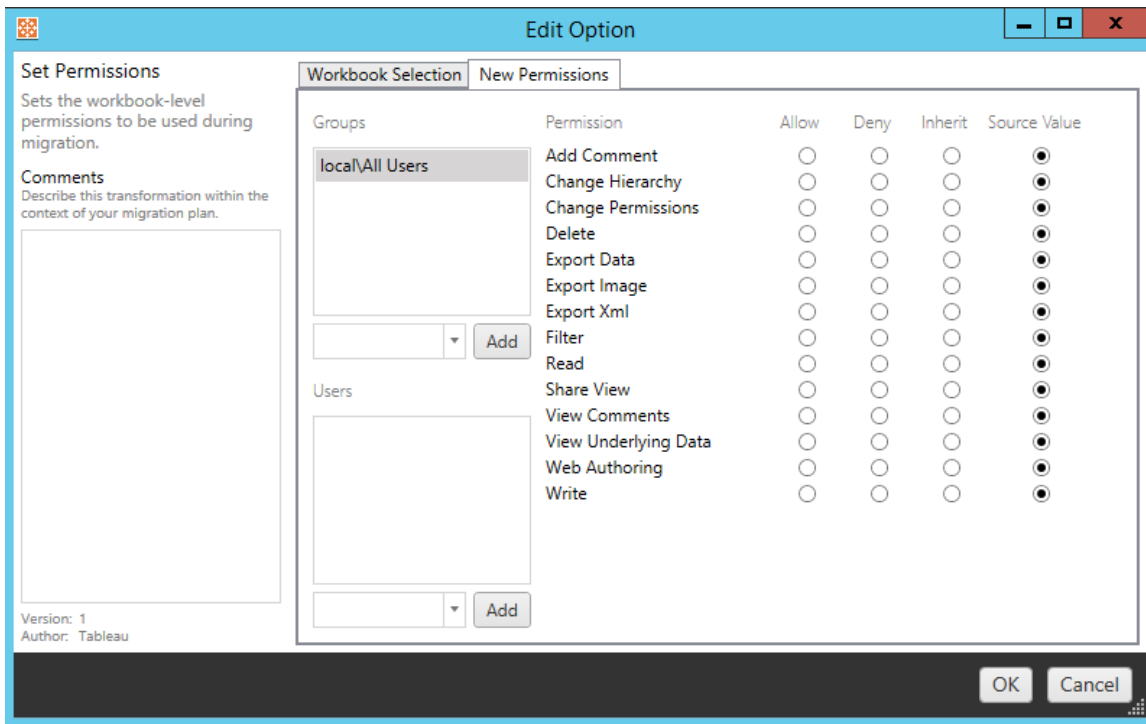 Edit Option
Set Permissions
Sets the workbook-level
permissions to be used during
migration.
Comments
Describe this transformation within the
context of your migration plan.
Version: 1
Author: Tableau
Workbook Selection New Permissions
Groups
local\All Users
Add
Users
Add
Permission Allow Deny Inherit Source Value
Add Comment
Change Hierarchy
Change Permissions
Delete
Export Data
Export Image
Export Xml
Filter
Read
Share View
View Comments
View Underlying Data
Web Authoring
Write
OK Cancel